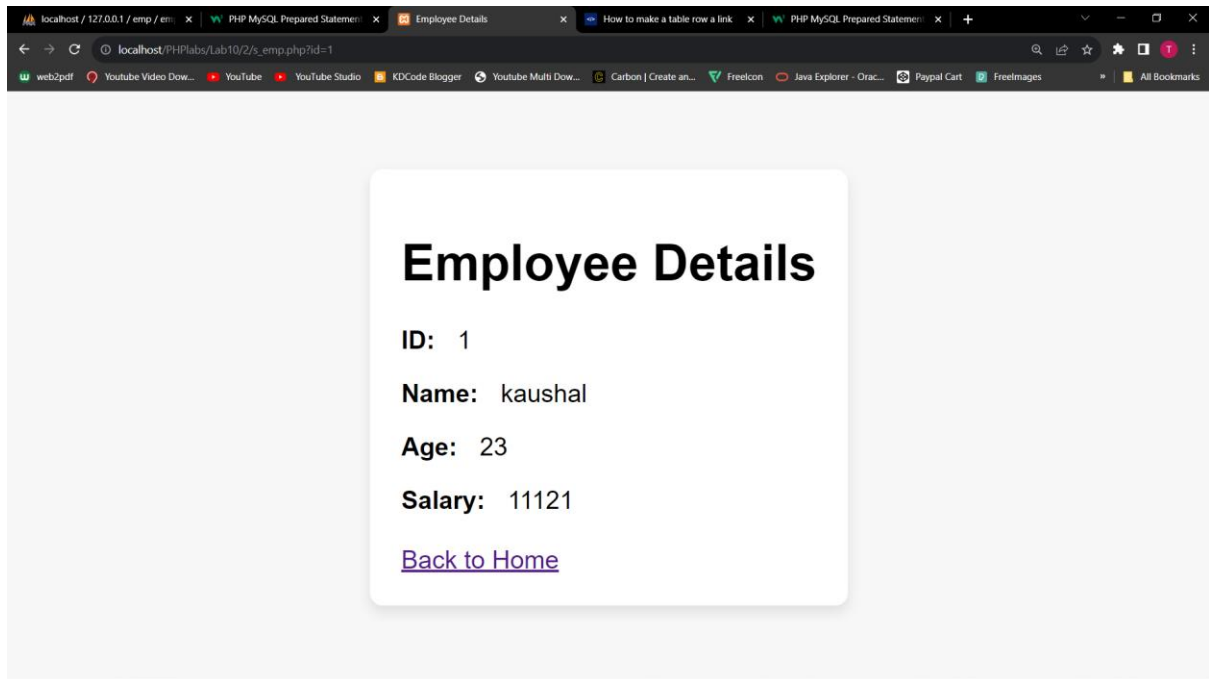 localhost / 127.0.0.1 / emp / em
PHP MySQL Prepared Statement
Employee Details
How to make a table row a link
PHP MySQL Prepared Statement
localhost/PHPlabs/Lab10/2/s_emp.php?id=1
T
web2pdf
Youtube Video Dow...
YouTube
YouTube Studio
KDCode Blogger
Youtube Multi Dow...
Carbon | Create an...
FreeIcon
Java Explorer - Orac...
Paypal Cart
FreeImages
»
All Bookmarks
Employee Details
ID: 1
Name: kaushal
Age: 23
Salary: 11121
Back to Home